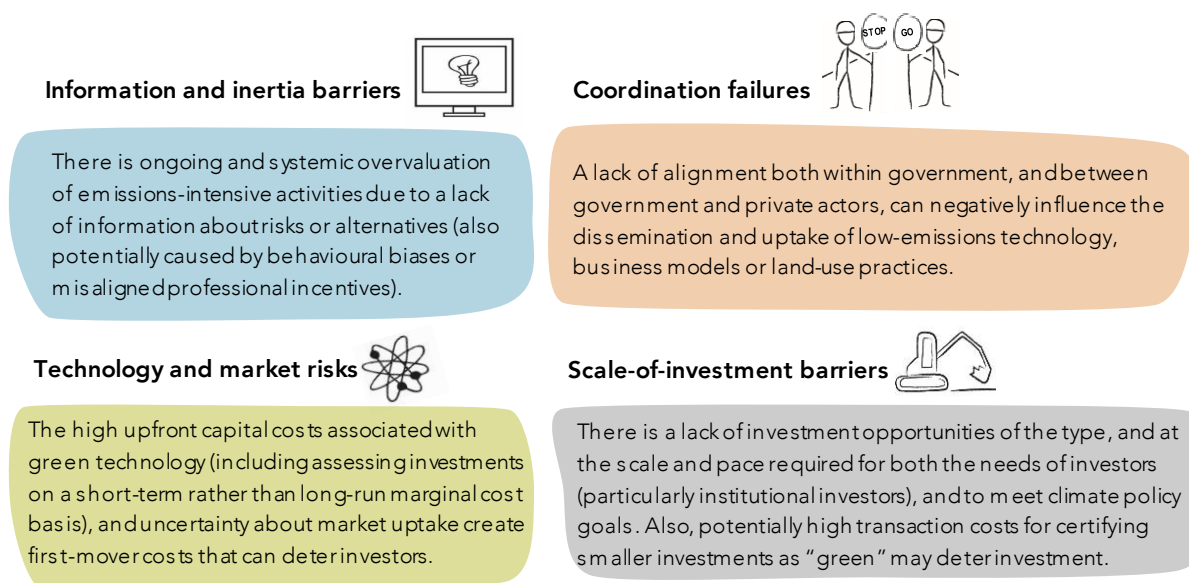 Information and inertia barriers
There is ongoing and systemic overvaluation
of emissions-intensive activities due to a lack
of information about risks or alternatives (also
potentially caused by behavioural biases or
misaligned professional incentives).
STOP GO
Coordination failures
A lack of alignment both within government, and between
government and private actors, can negatively influence the
dissemination and uptake of low-emissions technology,
business models or land-use practices.
Technology and market risks
The high upfront capital costs associated with
green technology (including assessing investments
on a short-term rather than long-run marginal cost
basis), and uncertainty about market uptake create
first-mover costs that can deter investors.
Scale-of-investment barriers
There is a lack of investment opportunities of the type, and at
the scale and pace required for both the needs of investors
(particularly institutional investors), and to meet climate policy
goals. Also, potentially high transaction costs for certifying
smaller investments as “green” may deter investment.